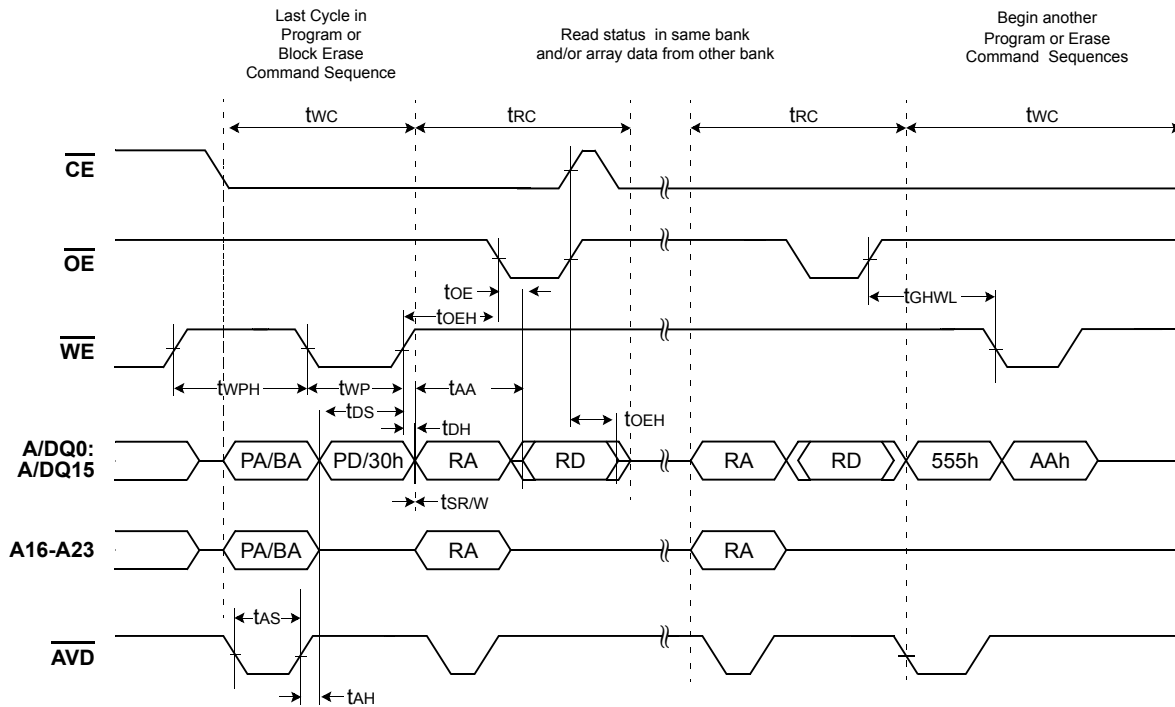 Last Cycle in
Program or
Block Erase
Command Sequence
Read status in same bank
and/or array data from other bank
Begin another
Program or Erase
Command Sequences
tWC
tRC
tRC
tWC
CE
OE
tOE
tGHWL
tOEH
WE
tWPH
tWP
tAA
tDS
tOEH
tDH
A/DQ0:
A/DQ15
PA/BA
PD/30h
RA
RD
RA
RD
555h
AAh
tSR/W
A16-A23
PA/BA
RA
RA
tAS
AVD
tAH